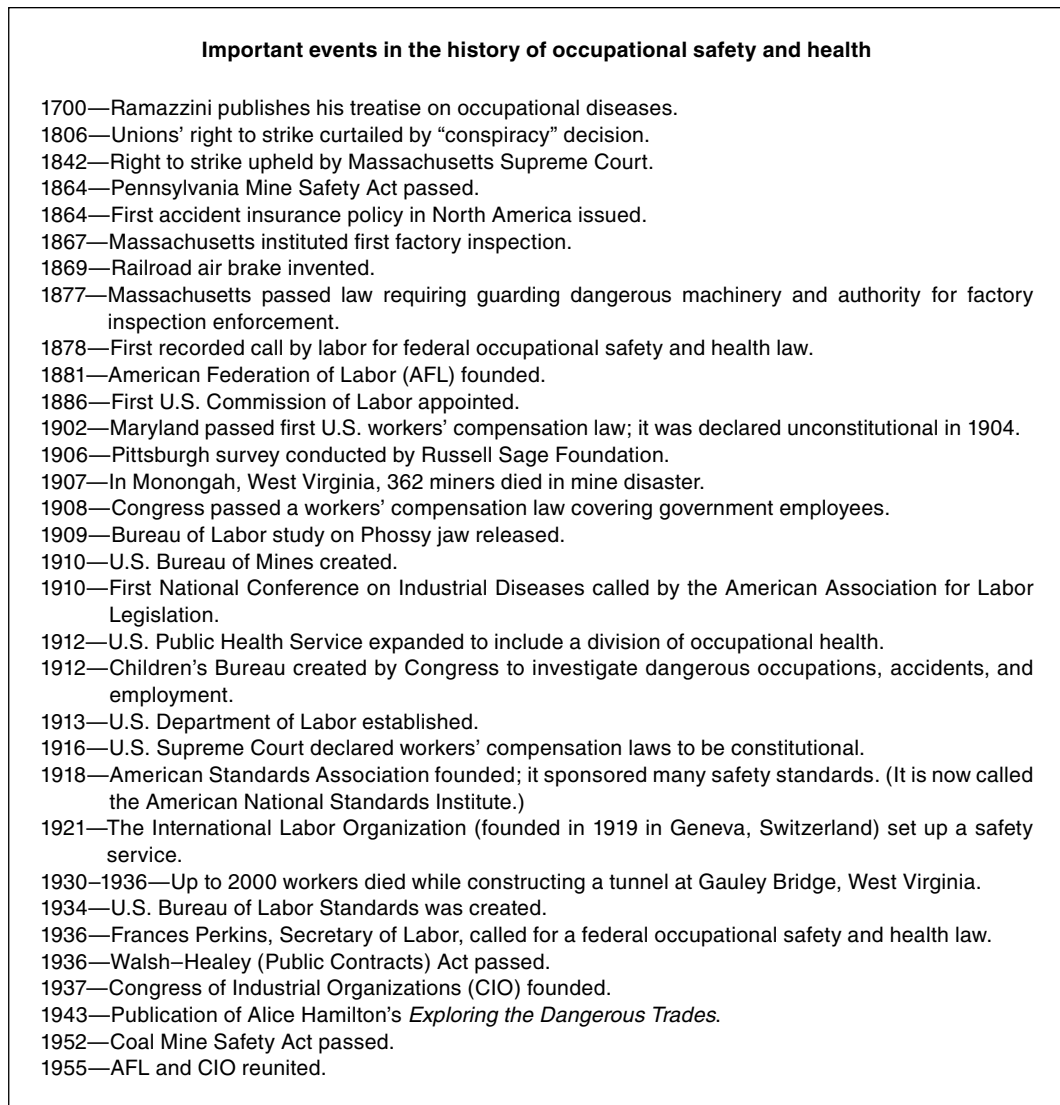 Important events in the history of occupational safety and health
1700—Ramazzini publishes his treatise on occupational diseases.
1806—Unions’ right to strike curtailed by “conspiracy” decision.
1842—Right to strike upheld by Massachusetts Supreme Court.
1864—Pennsylvania Mine Safety Act passed.
1864—First accident insurance policy in North America issued.
1867—Massachusetts instituted first factory inspection.
1869—Railroad air brake invented.
1877—Massachusetts passed law requiring guarding dangerous machinery and authority for factory
inspection enforcement.
1878—First recorded call by labor for federal occupational safety and health law.
1881—American Federation of Labor (AFL) founded.
1886—First U.S. Commission of Labor appointed.
1902—Maryland passed first U.S. workers’ compensation law; it was declared unconstitutional in 1904.
1906—Pittsburgh survey conducted by Russell Sage Foundation.
1907—In Monongah, West Virginia, 362 miners died in mine disaster.
1908—Congress passed a workers’ compensation law covering government employees.
1909—Bureau of Labor study on Phossy jaw released.
1910—U.S. Bureau of Mines created.
1910—First National Conference on Industrial Diseases called by the American Association for Labor
Legislation.
1912—U.S. Public Health Service expanded to include a division of occupational health.
1912—Children’s Bureau created by Congress to investigate dangerous occupations, accidents, and
employment.
1913—U.S. Department of Labor established.
1916—U.S. Supreme Court declared workers’ compensation laws to be constitutional.
1918—American Standards Association founded; it sponsored many safety standards. (It is now called
the American National Standards Institute.)
1921—The International Labor Organization (founded in 1919 in Geneva, Switzerland) set up a safety
service.
1930–1936—Up to 2000 workers died while constructing a tunnel at Gauley Bridge, West Virginia.
1934—U.S. Bureau of Labor Standards was created.
1936—Frances Perkins, Secretary of Labor, called for a federal occupational safety and health law.
1936—Walsh–Healey (Public Contracts) Act passed.
1937—Congress of Industrial Organizations (CIO) founded.
1943—Publication of Alice Hamilton’s Exploring the Dangerous Trades.
1952—Coal Mine Safety Act passed.
1955—AFL and CIO reunited.